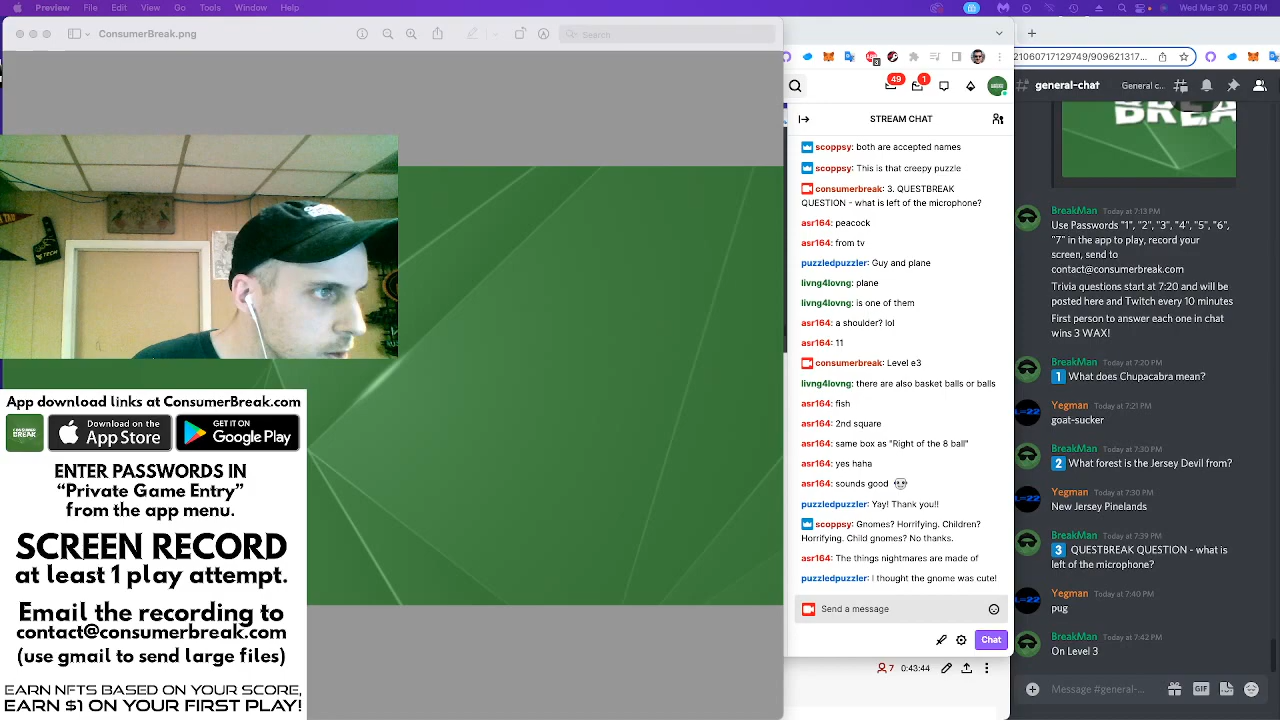 Preview File Edit View Go Tools Window Help
Thu Mar 30 7:50 PM
ConsumerBreak.png
Search
TECH
App download links at ConsumerBreak.com
CONSUMER BREAK
Download on the
App Store
GET IT ON
Google Play
ENTER PASSWORDS IN
“Private Game Entry”
from the app menu.
SCREEN RECORD
at least 1 play attempt.
Email the recording to
contact@consumerbreak.com
(use gmail to send large files)
EARN NFTS BASED ON YOUR SCORE,
EARN $1 ON YOUR FIRST PLAY!
49
1
STREAM CHAT
scoppsy: both are accepted names
scoppsy: This is that creepy puzzle
consumerbreak: 3. QUESTBREAK
QUESTION - what is left of the microphone?
asr164: peacock
asr164: from tv
puzzledpuzzler: Guy and plane
livng4lovng: plane
livng4lovng: is one of them
asr164: a shoulder? lol
asr164: 11
consumerbreak: Level e3
livng4lovng: there are also basket balls or balls
asr164: fish
asr164: 2nd square
asr164: same box as "Right of the 8 ball"
asr164: yes haha
asr164: sounds good
puzzledpuzzler: Yay! Thank you!!
scoppsy: Gnomes? Horrifying. Children?
Horrifying. Child gnomes? No thanks.
asr164: The things nightmares are made of
puzzledpuzzler: I thought the gnome was cute!
Send a message
Chat
7 0:43:44
21060717129749/909621317...
# general-chat General c...
BREA
BreakMan Today at 7:13 PM
Use Passwords "1", "2", "3", "4", "5", "6",
"7" in the app to play, record your
screen, send to
contact@consumerbreak.com
Trivia questions start at 7:20 and will be
posted here and Twitch every 10 minutes
First person to answer each one in chat
wins 3 WAX!
BreakMan Today at 7:20 PM
1 What does Chupacabra mean?
Yegman Today at 7:21 PM
goat-sucker
BreakMan Today at 7:30 PM
2 What forest is the Jersey Devil from?
Yegman Today at 7:30 PM
New Jersey Pinelands
BreakMan Today at 7:39 PM
3 QUESTBREAK QUESTION - what is
left of the microphone?
Yegman Today at 7:40 PM
pug
BreakMan Today at 7:42 PM
On Level 3
Message #general-...
GIF